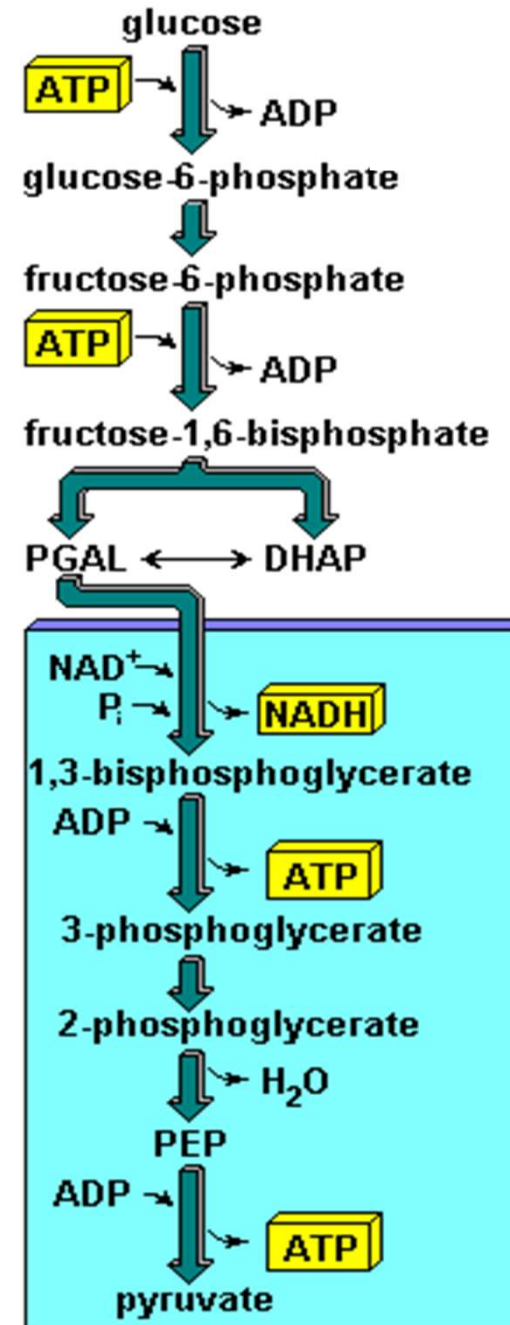 glucose
ATP
ADP
glucose-6-phosphate
fructose-6-phosphate
ATP
ADP
fructose-1,6-bisphosphate
PGAL DHAP
NAD+
Pi
NADH
1,3-bisphosphoglycerate
ADP
ATP
3-phosphoglycerate
2-phosphoglycerate
H2O
PEP
ADP
ATP
pyruvate